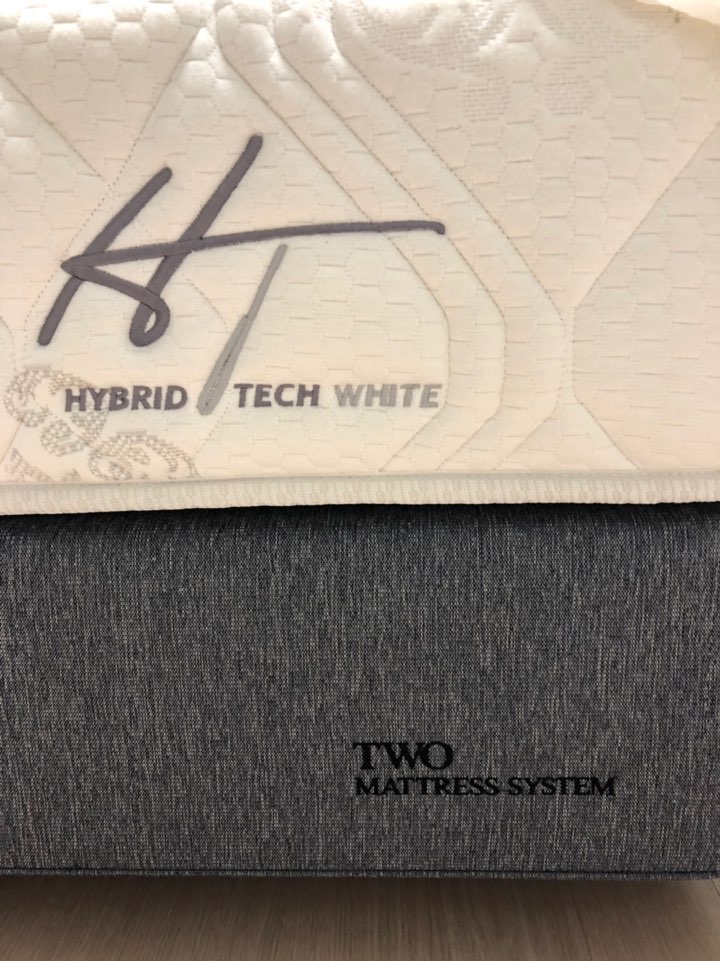 HT
HYBRID TECH WHITE
TWO
MATTRESS SYSTEM